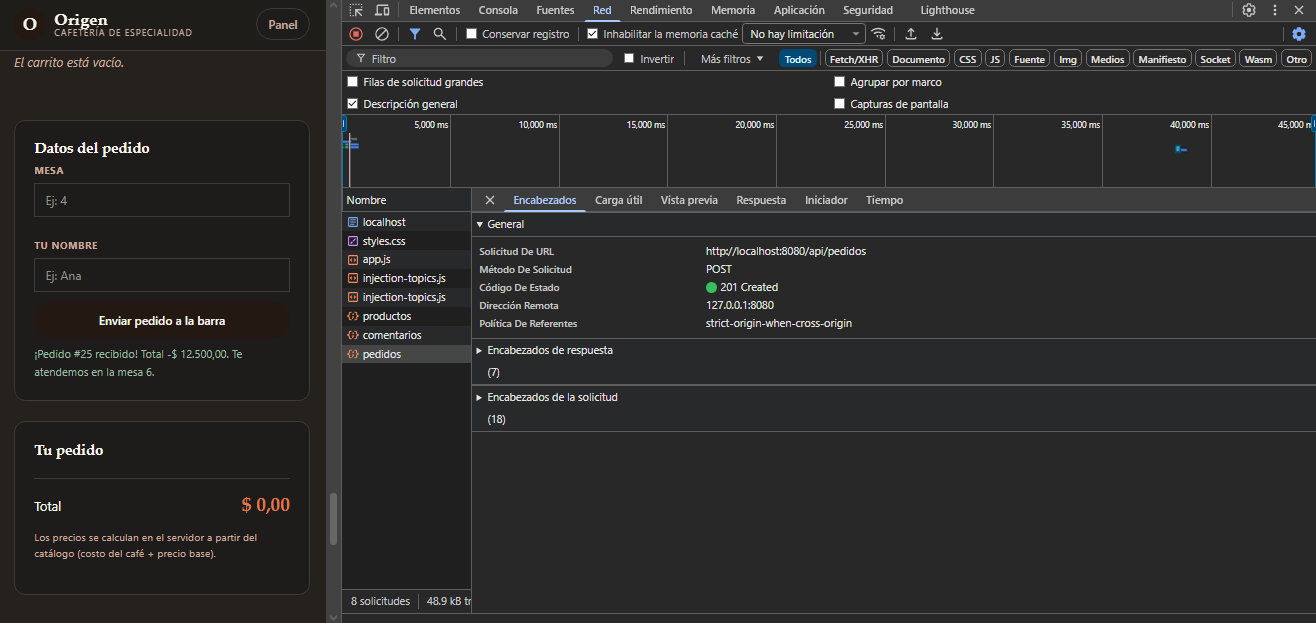 O
Origen
CAFETERÍA DE ESPECIALIDAD
Panel
El carrito está vacío.
Datos del pedido
MESA
Ej: 4
TU NOMBRE
Ej: Ana
Enviar pedido a la barra
¡Pedido #25 recibido! Total -$ 12.500,00. Te
atendemos en la mesa 6.
Tu pedido
Total $ 0,00
Los precios se calculan en el servidor a partir del
catálogo (costo del café + precio base).
Elementos Consola Fuentes Red Rendimiento Memoria Aplicación Seguridad Lighthouse
Conservar registro Inhabilitar la memoria caché No hay limitación
Filtro Invertir Más filtros Todos Fetch/XHR Documento CSS JS Fuente Img Medios Manifiesto Socket Wasm Otro
Filas de solicitud grandes Agrupar por marco
Descripción general Capturas de pantalla
5,000 ms 10,000 ms 15,000 ms 20,000 ms 25,000 ms 30,000 ms 35,000 ms 40,000 ms 45,000 m
Nombre
localhost
styles.css
app.js
injection-topics.js
injection-topics.js
productos
comentarios
pedidos
8 solicitudes 48.9 kB tr
Encabezados Carga útil Vista previa Respuesta Iniciador Tiempo
General
Solicitud De URL http://localhost:8080/api/pedidos
Método De Solicitud POST
Código De Estado 201 Created
Dirección Remota 127.0.0.1:8080
Política De Referentes strict-origin-when-cross-origin
Encabezados de respuesta
(7)
Encabezados de la solicitud
(18)